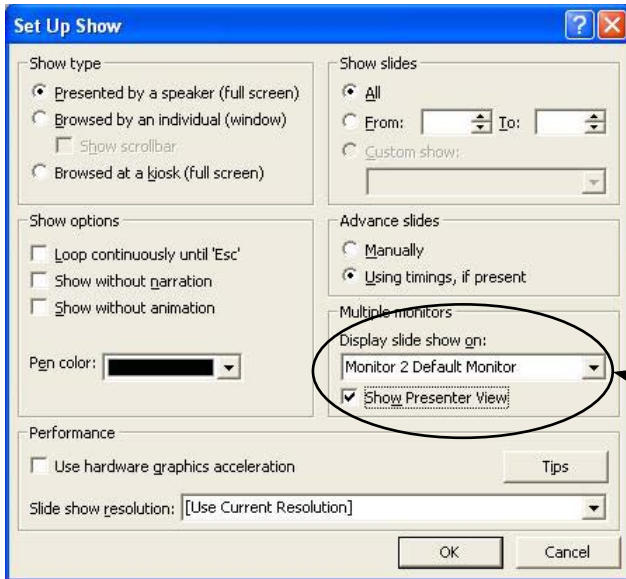 Set Up Show
Show type
Presented by a speaker (full screen)
Browsed by an individual (window)
Show scrollbar
Browsed at a kiosk (full screen)
Show slides
All
From: To:
Custom show:
Show options
Loop continuously until 'Esc'
Show without narration
Show without animation
Pen color:
Advance slides
Manually
Using timings, if present
Multiple monitors
Display slide show on:
Monitor 2 Default Monitor
Show Presenter View
Performance
Use hardware graphics acceleration
Tips
Slide show resolution: [Use Current Resolution]
OK Cancel